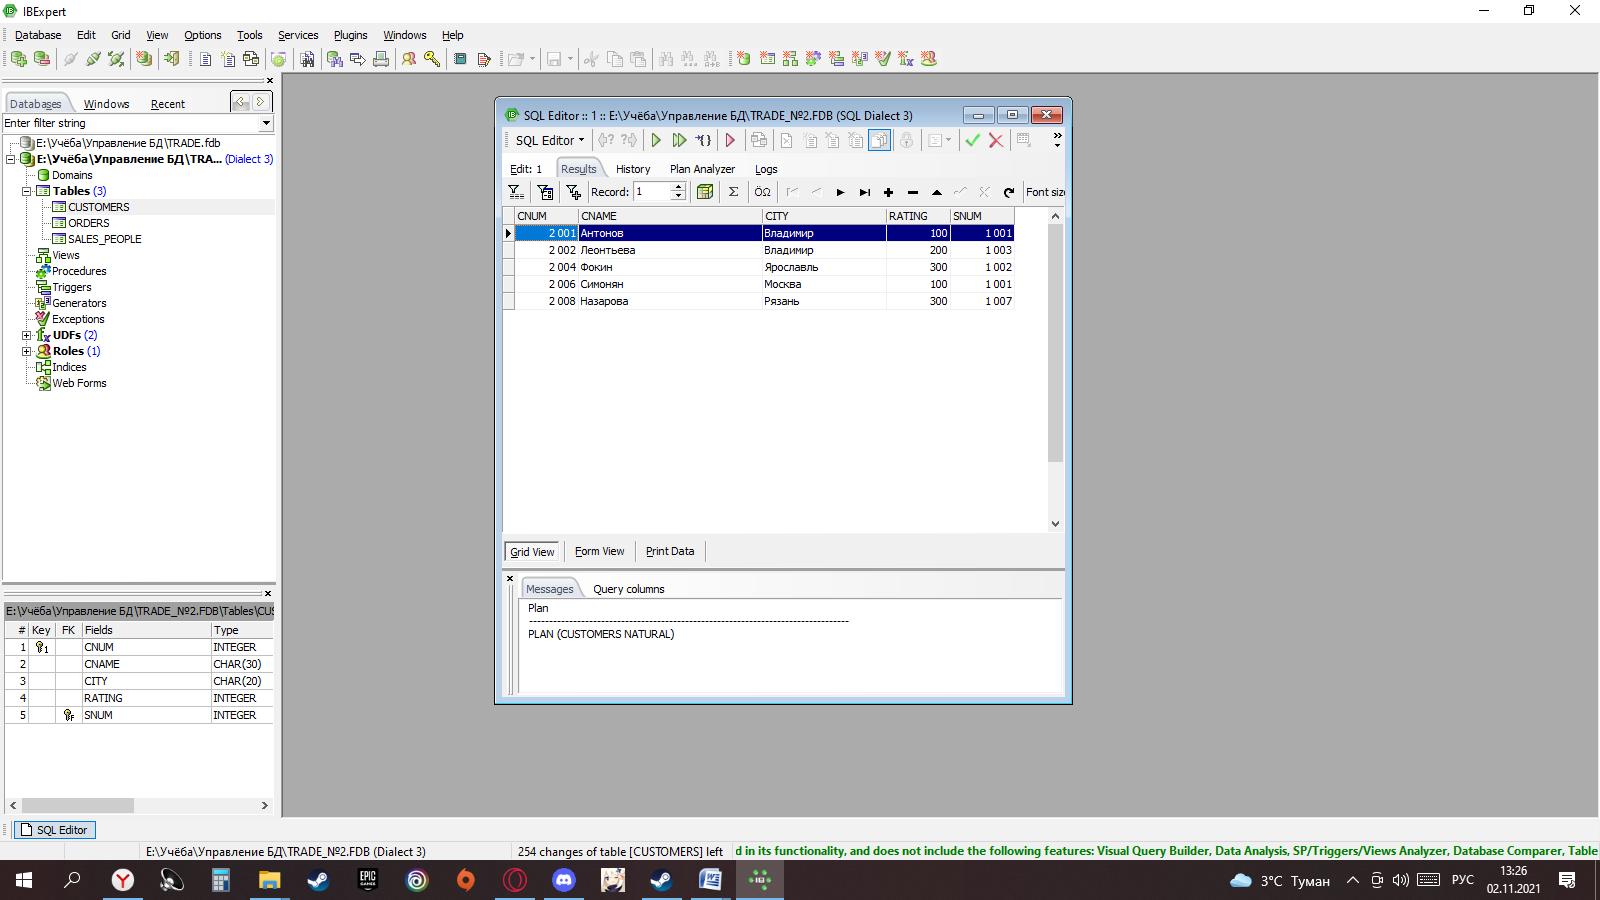 IBExpert
Database Edit Grid View Options Tools Services Plugins Windows Help
Databases Windows Recent
Enter filter string
E:\Учёба\Управление БД\TRADE.fdb
E:\Учёба\Управление БД\TRA... (Dialect 3)
Domains
Tables (3)
CUSTOMERS
ORDERS
SALES_PEOPLE
Views
Procedures
Triggers
Generators
Exceptions
UDFs (2)
Roles (1)
Indices
Web Forms
E:\Учёба\Управление БД\TRADE_№2.FDB\Tables\CUS
# Key FK Fields Type
1 1 CNUM INTEGER
2 CNAME CHAR(30)
3 CITY CHAR(20)
4 RATING INTEGER
5 F SNUM INTEGER
SQL Editor :: 1 :: E:\Учёба\Управление БД\TRADE_№2.FDB (SQL Dialect 3)
SQL Editor
Edit: 1 Results History Plan Analyzer Logs
Record: 1 Σ ÖΩ Font size
CNUM CNAME CITY RATING SNUM
2 001 Антонов Владимир 100 1 001
2 002 Леонтьева Владимир 200 1 003
2 004 Фокин Ярославль 300 1 002
2 006 Симонян Москва 100 1 001
2 008 Назарова Рязань 300 1 007
Grid View Form View Print Data
Messages Query columns
Plan
--------------------------------------------------------------------------------
PLAN (CUSTOMERS NATURAL)
SQL Editor
E:\Учёба\Управление БД\TRADE_№2.FDB (Dialect 3) 254 changes of table [CUSTOMERS] left d in its functionality, and does not include the following features: Visual Query Builder, Data Analysis, SP/Triggers/Views Analyzer, Database Comparer, Table
EPIC GAMES
3°C Туман РУС 13:26
02.11.2021